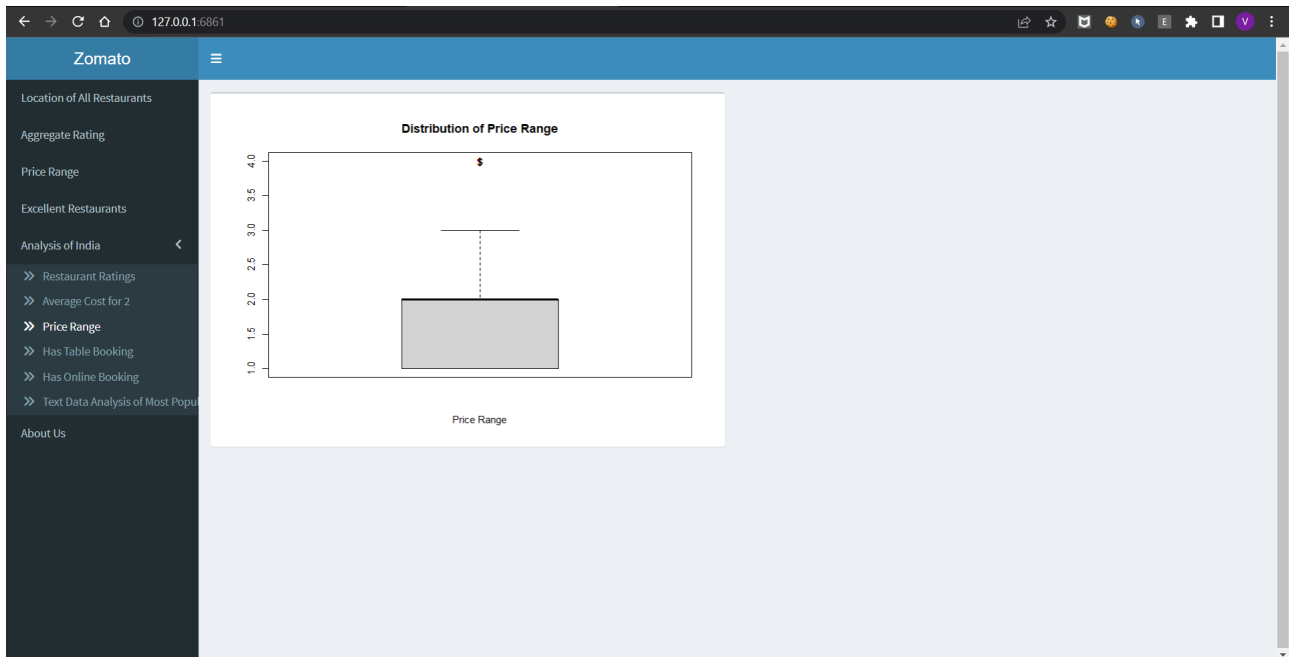 127.0.0.1:6861
E
V
Zomato
Location of All Restaurants
Aggregate Rating
Price Range
Excellent Restaurants
Analysis of India
Restaurant Ratings
Average Cost for 2
Price Range
Has Table Booking
Has Online Booking
Text Data Analysis of Most Popul
About Us
Distribution of Price Range
$
4.0
3.5
3.0
2.5
2.0
1.5
1.0
Price Range